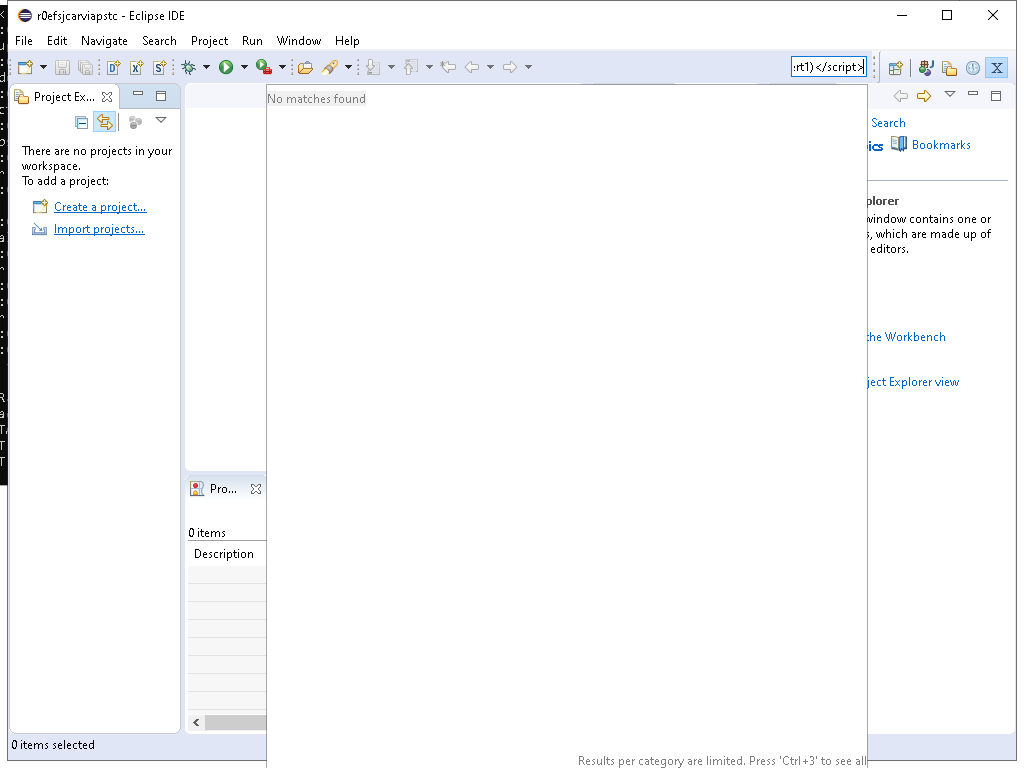 r0efsjcarviapstc - Eclipse IDE
File Edit Navigate Search Project Run Window Help
:rt1)</script>
Project Ex...
No matches found
Search
ics Bookmarks
There are no projects in your
workspace.
To add a project:
Create a project...
Import projects...
plorer
window contains one or
s, which are made up of
editors.
the Workbench
ject Explorer view
Pro...
0 items
Description
0 items selected
Results per category are limited. Press 'Ctrl+3' to see all